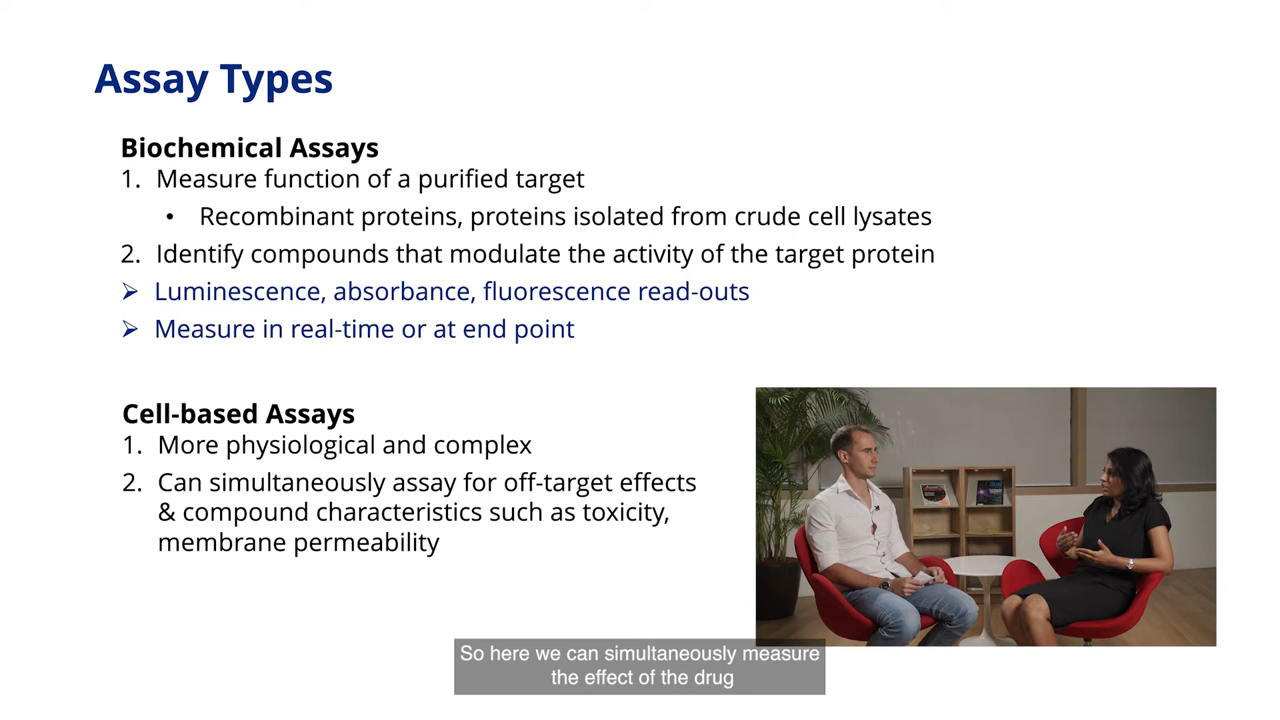 Assay Types
Biochemical Assays
1. Measure function of a purified target
• Recombinant proteins, proteins isolated from crude cell lysates
2. Identify compounds that modulate the activity of the target protein
➢ Luminescence, absorbance, fluorescence read-outs
➢ Measure in real-time or at end point
Cell-based Assays
1. More physiological and complex
2. Can simultaneously assay for off-target effects
& compound characteristics such as toxicity,
membrane permeability
So here we can simultaneously measure
the effect of the drug